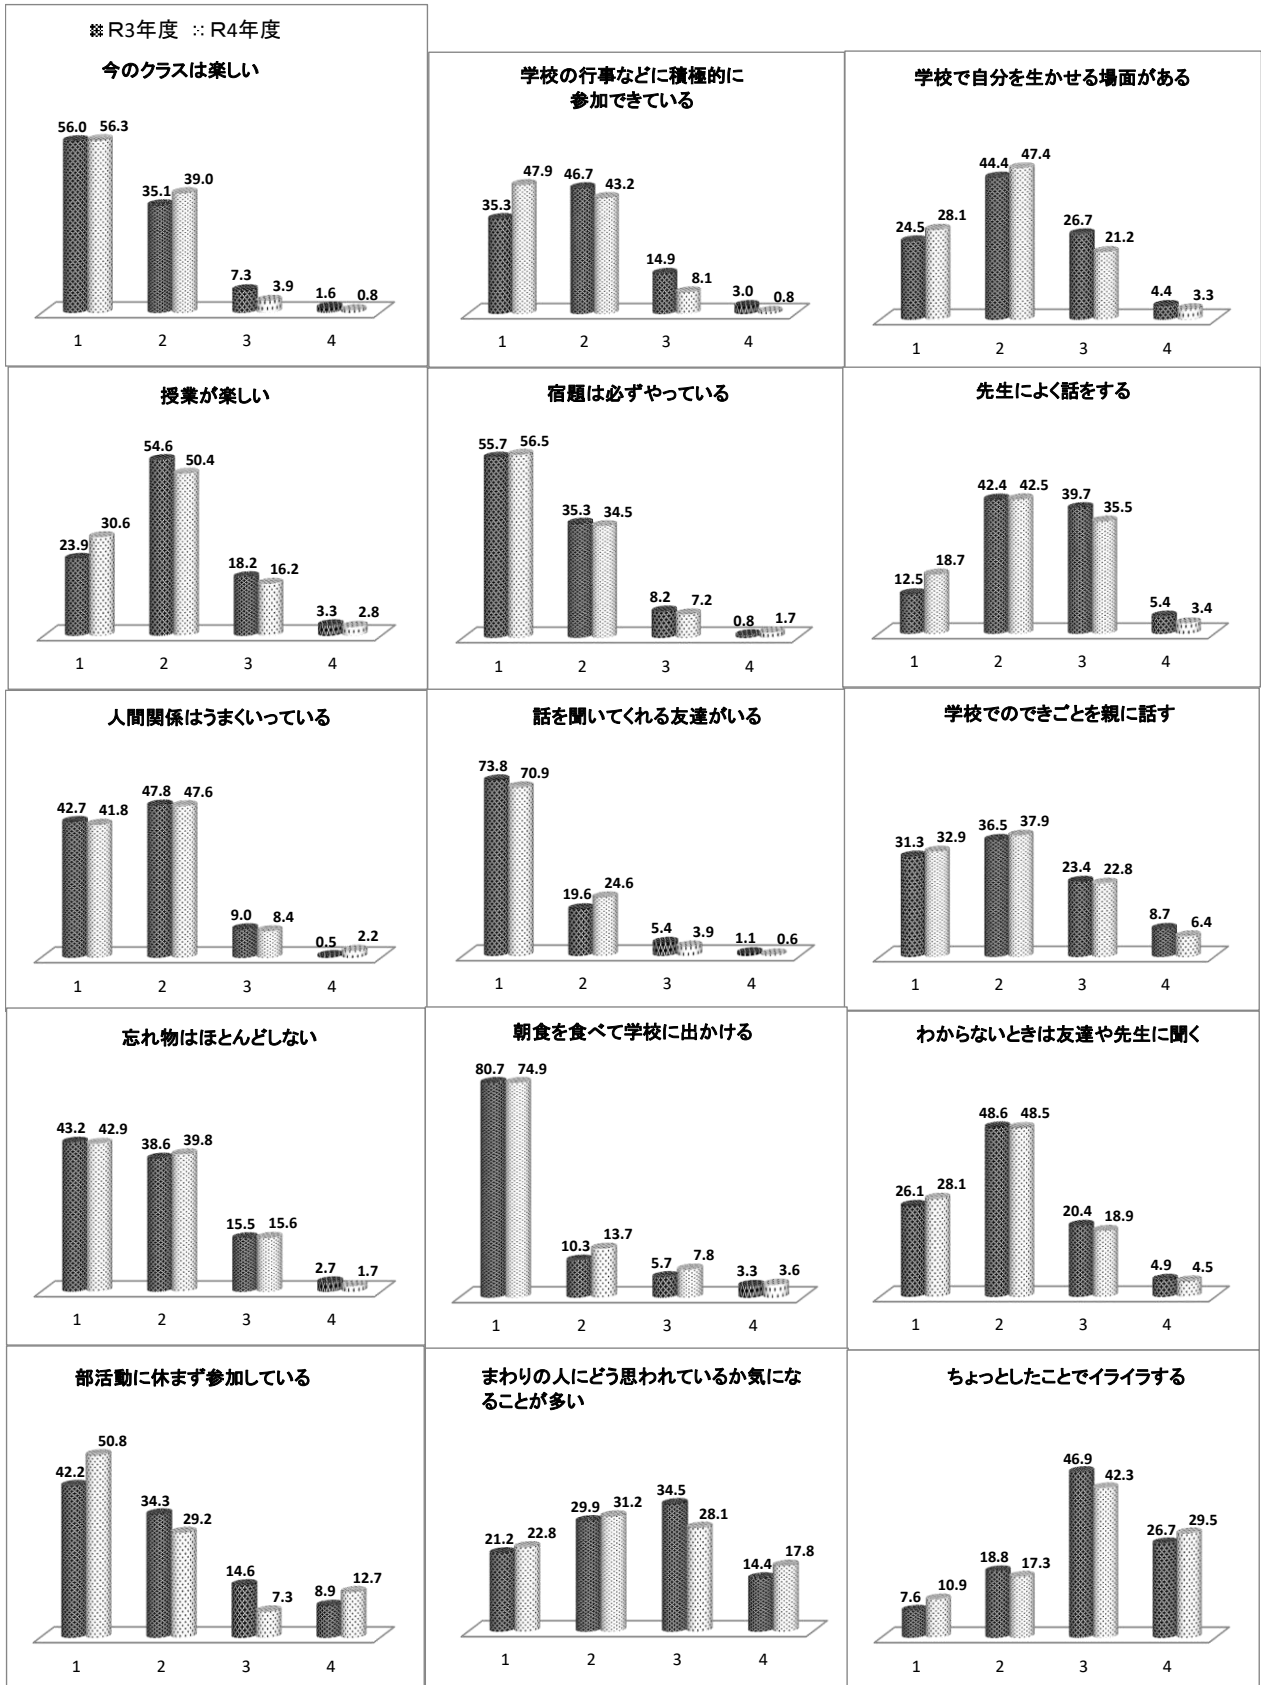 R3年度 R4年度
今のクラスは楽しい
56.0 56.3
35.1 39.0
7.3 3.9
1.6 0.8
1 2 3 4
学校の行事などに積極的に
参加できている
35.3 47.9
46.7 43.2
14.9 8.1
3.0 0.8
1 2 3 4
学校で自分を生かせる場面がある
24.5 28.1
44.4 47.4
26.7 21.2
4.4 3.3
1 2 3 4
授業が楽しい
23.9 30.6
54.6 50.4
18.2 16.2
3.3 2.8
1 2 3 4
宿題は必ずやっている
55.7 56.5
35.3 34.5
8.2 7.2
0.8 1.7
1 2 3 4
先生によく話をする
12.5 18.7
42.4 42.5
39.7 35.5
5.4 3.4
1 2 3 4
人間関係はうまくいっている
42.7 41.8
47.8 47.6
9.0 8.4
0.5 2.2
1 2 3 4
話を聞いてくれる友達がいる
73.8 70.9
19.6 24.6
5.4 3.9
1.1 0.6
1 2 3 4
学校でのできごとを親に話す
31.3 32.9
36.5 37.9
23.4 22.8
8.7 6.4
1 2 3 4
忘れ物はほとんどしない
43.2 42.9
38.6 39.8
15.5 15.6
2.7 1.7
1 2 3 4
朝食を食べて学校に出かける
80.7 74.9
10.3 13.7
5.7 7.8
3.3 3.6
1 2 3 4
わからないときは友達や先生に聞く
26.1 28.1
48.6 48.5
20.4 18.9
4.9 4.5
1 2 3 4
部活動に休まず参加している
42.2 50.8
34.3 29.2
14.6 7.3
8.9 12.7
1 2 3 4
まわりの人にどう思われているか気にな
ることが多い
21.2 22.8
29.9 31.2
34.5 28.1
14.4 17.8
1 2 3 4
ちょっとしたことでイライラする
7.6 10.9
18.8 17.3
46.9 42.3
26.7 29.5
1 2 3 4